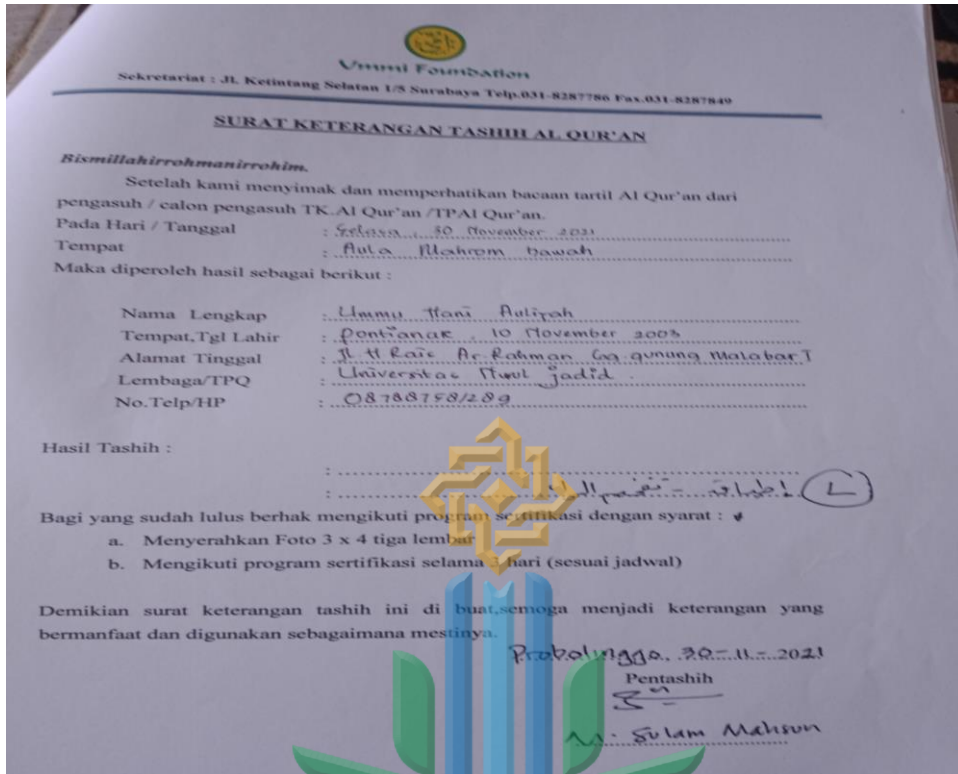 Ummi Foundation
Sekretariat : Jl. Ketintang Selatan 1/5 Surabaya Telp.031-8287786 Fax.031-8287849
SURAT KETERANGAN TASHIH AL QUR'AN
Bismillahirrohmanirrohim.
Setelah kami menyimak dan memperhatikan bacaan tartil Al Qur'an dari
pengasuh / calon pengasuh TK.Al Qur'an /TPAl Qur'an.
Pada Hari / Tanggal : Selasa, 30 November 2021
Tempat : Aula Mahrom bawah
Maka diperoleh hasil sebagai berikut :
Nama Lengkap : Ummu Hani Auliyah
Tempat,Tgl Lahir : Pontianak, 10 November 2003
Alamat Tinggal : Jl. H Rais Ar. Rahman Gg. gunung Malabar I
Lembaga/TPQ : Universitas Nurul jadid.
No.Telp/HP :
Hasil Tashih :
:
: L
Bagi yang sudah lulus berhak mengikuti program sertifikasi dengan syarat :
a. Menyerahkan Foto 3 x 4 tiga lembar
b. Mengikuti program sertifikasi selama 3 hari (sesuai jadwal)
Demikian surat keterangan tashih ini di buat,semoga menjadi keterangan yang
bermanfaat dan digunakan sebagaimana mestinya.
Probolinggo, 30-11-2021
Pentashih
M. Sulam Mahsun